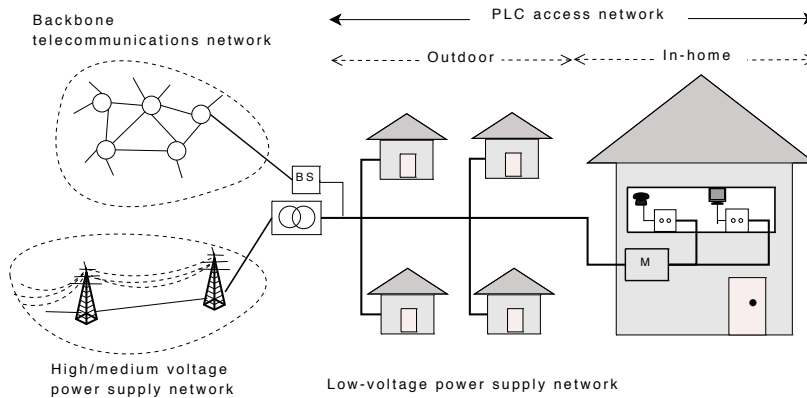 Backbone
telecommunications network
PLC access network
Outdoor
In-home
BS
M
High/medium voltage
power supply network
Low-voltage power supply network